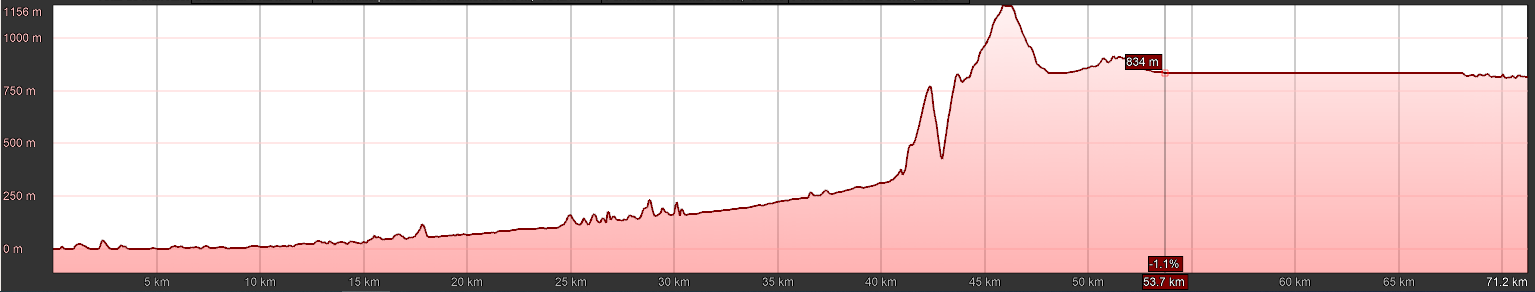 1156 m
1000 m
834 m
750 m
500 m
250 m
0 m
-1.1%
5 km
10 km
15 km
20 km
25 km
30 km
35 km
40 km
45 km
50 km
53.7 km
60 km
65 km
71.2 km